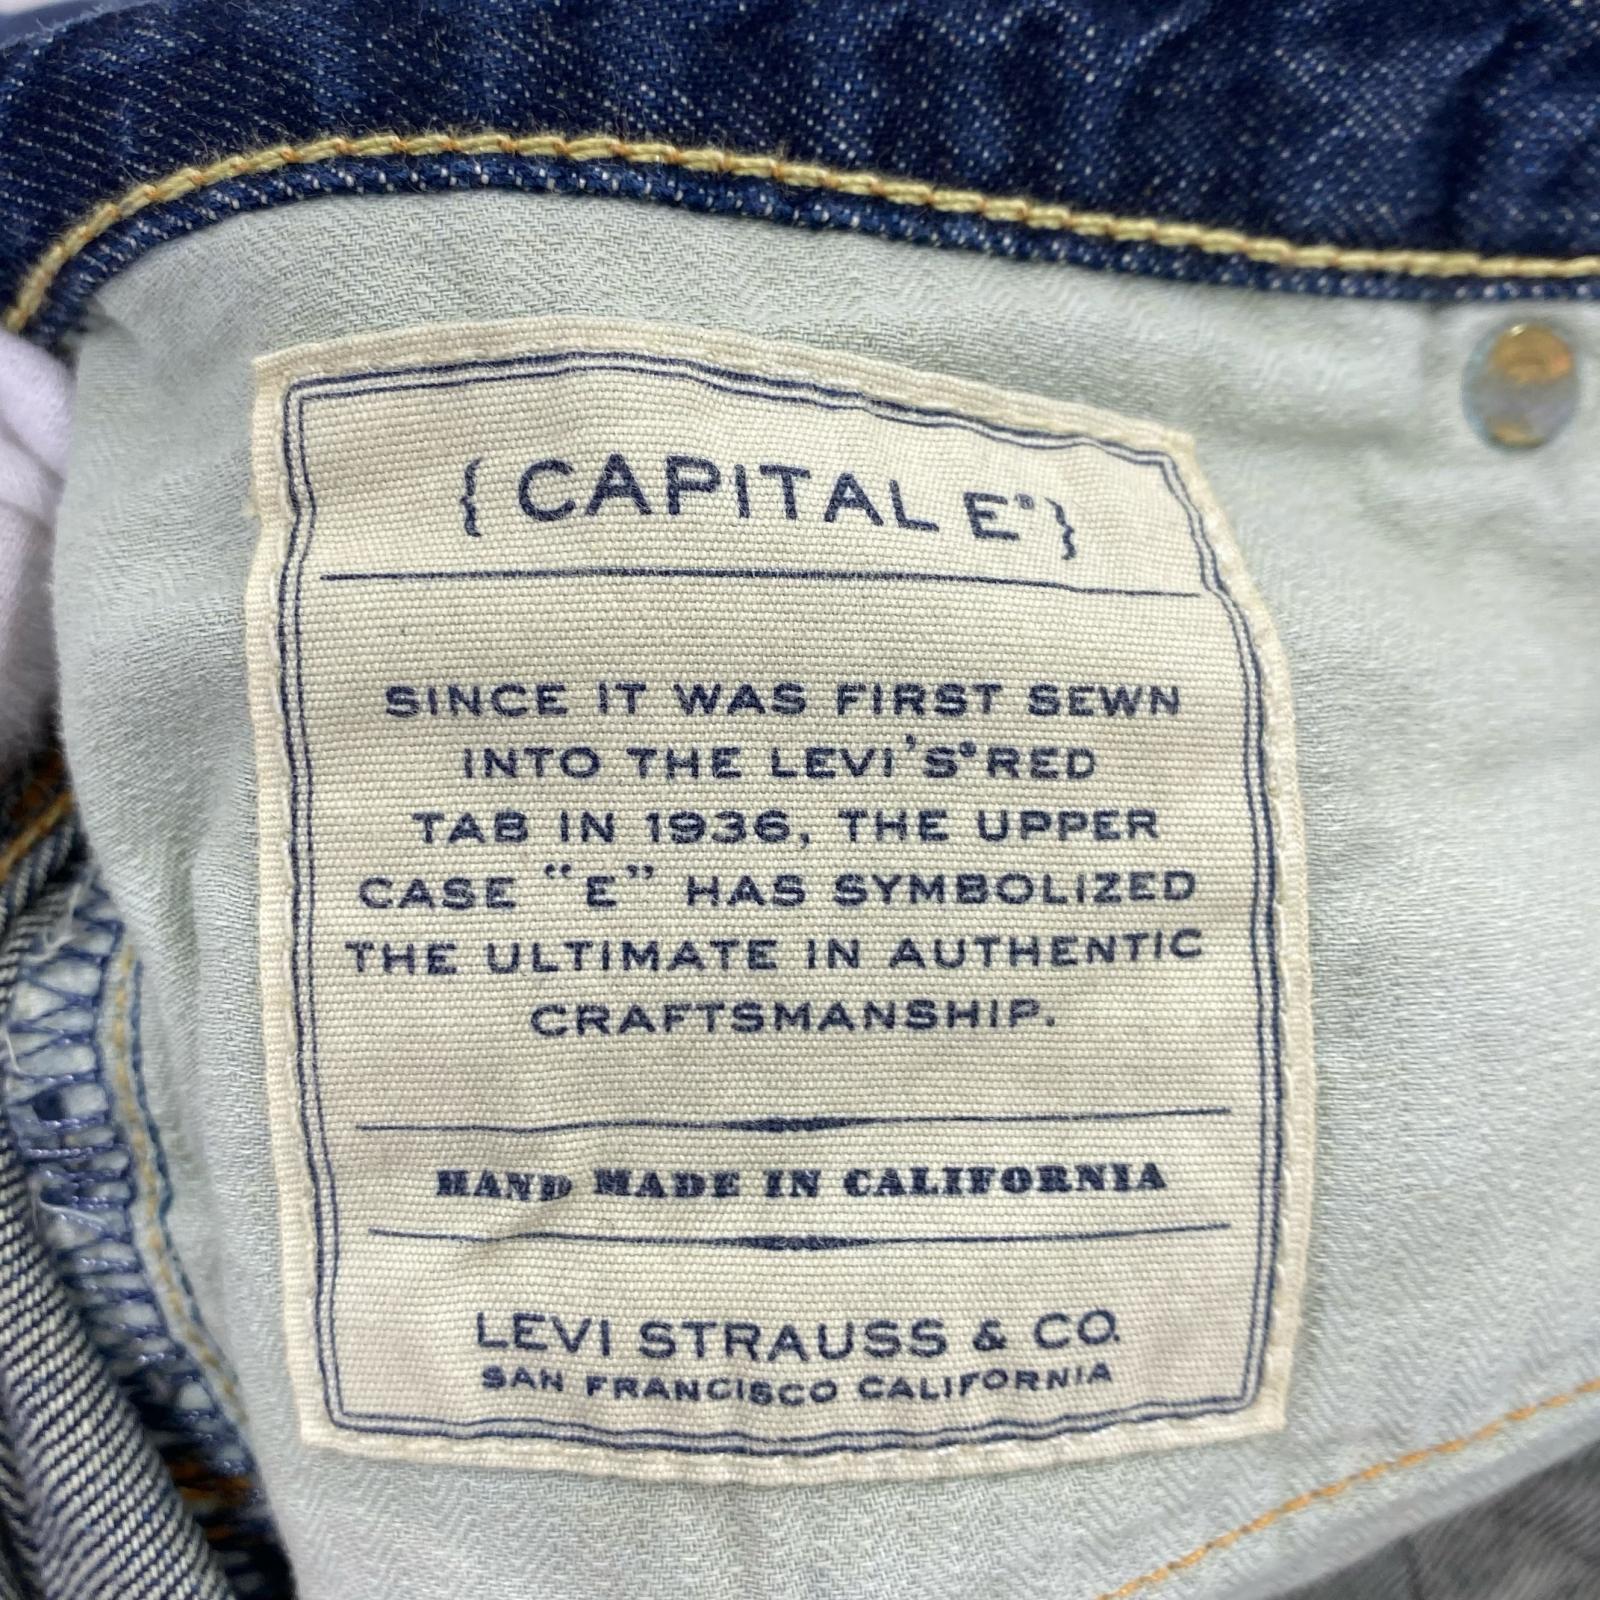 { CAPITAL E® }
SINCE IT WAS FIRST SEWN
INTO THE LEVI'S® RED
TAB IN 1936, THE UPPER
CASE "E" HAS SYMBOLIZED
THE ULTIMATE IN AUTHENTIC
CRAFTSMANSHIP.
HAND MADE IN CALIFORNIA
LEVI STRAUSS & CO.
SAN FRANCISCO CALIFORNIA